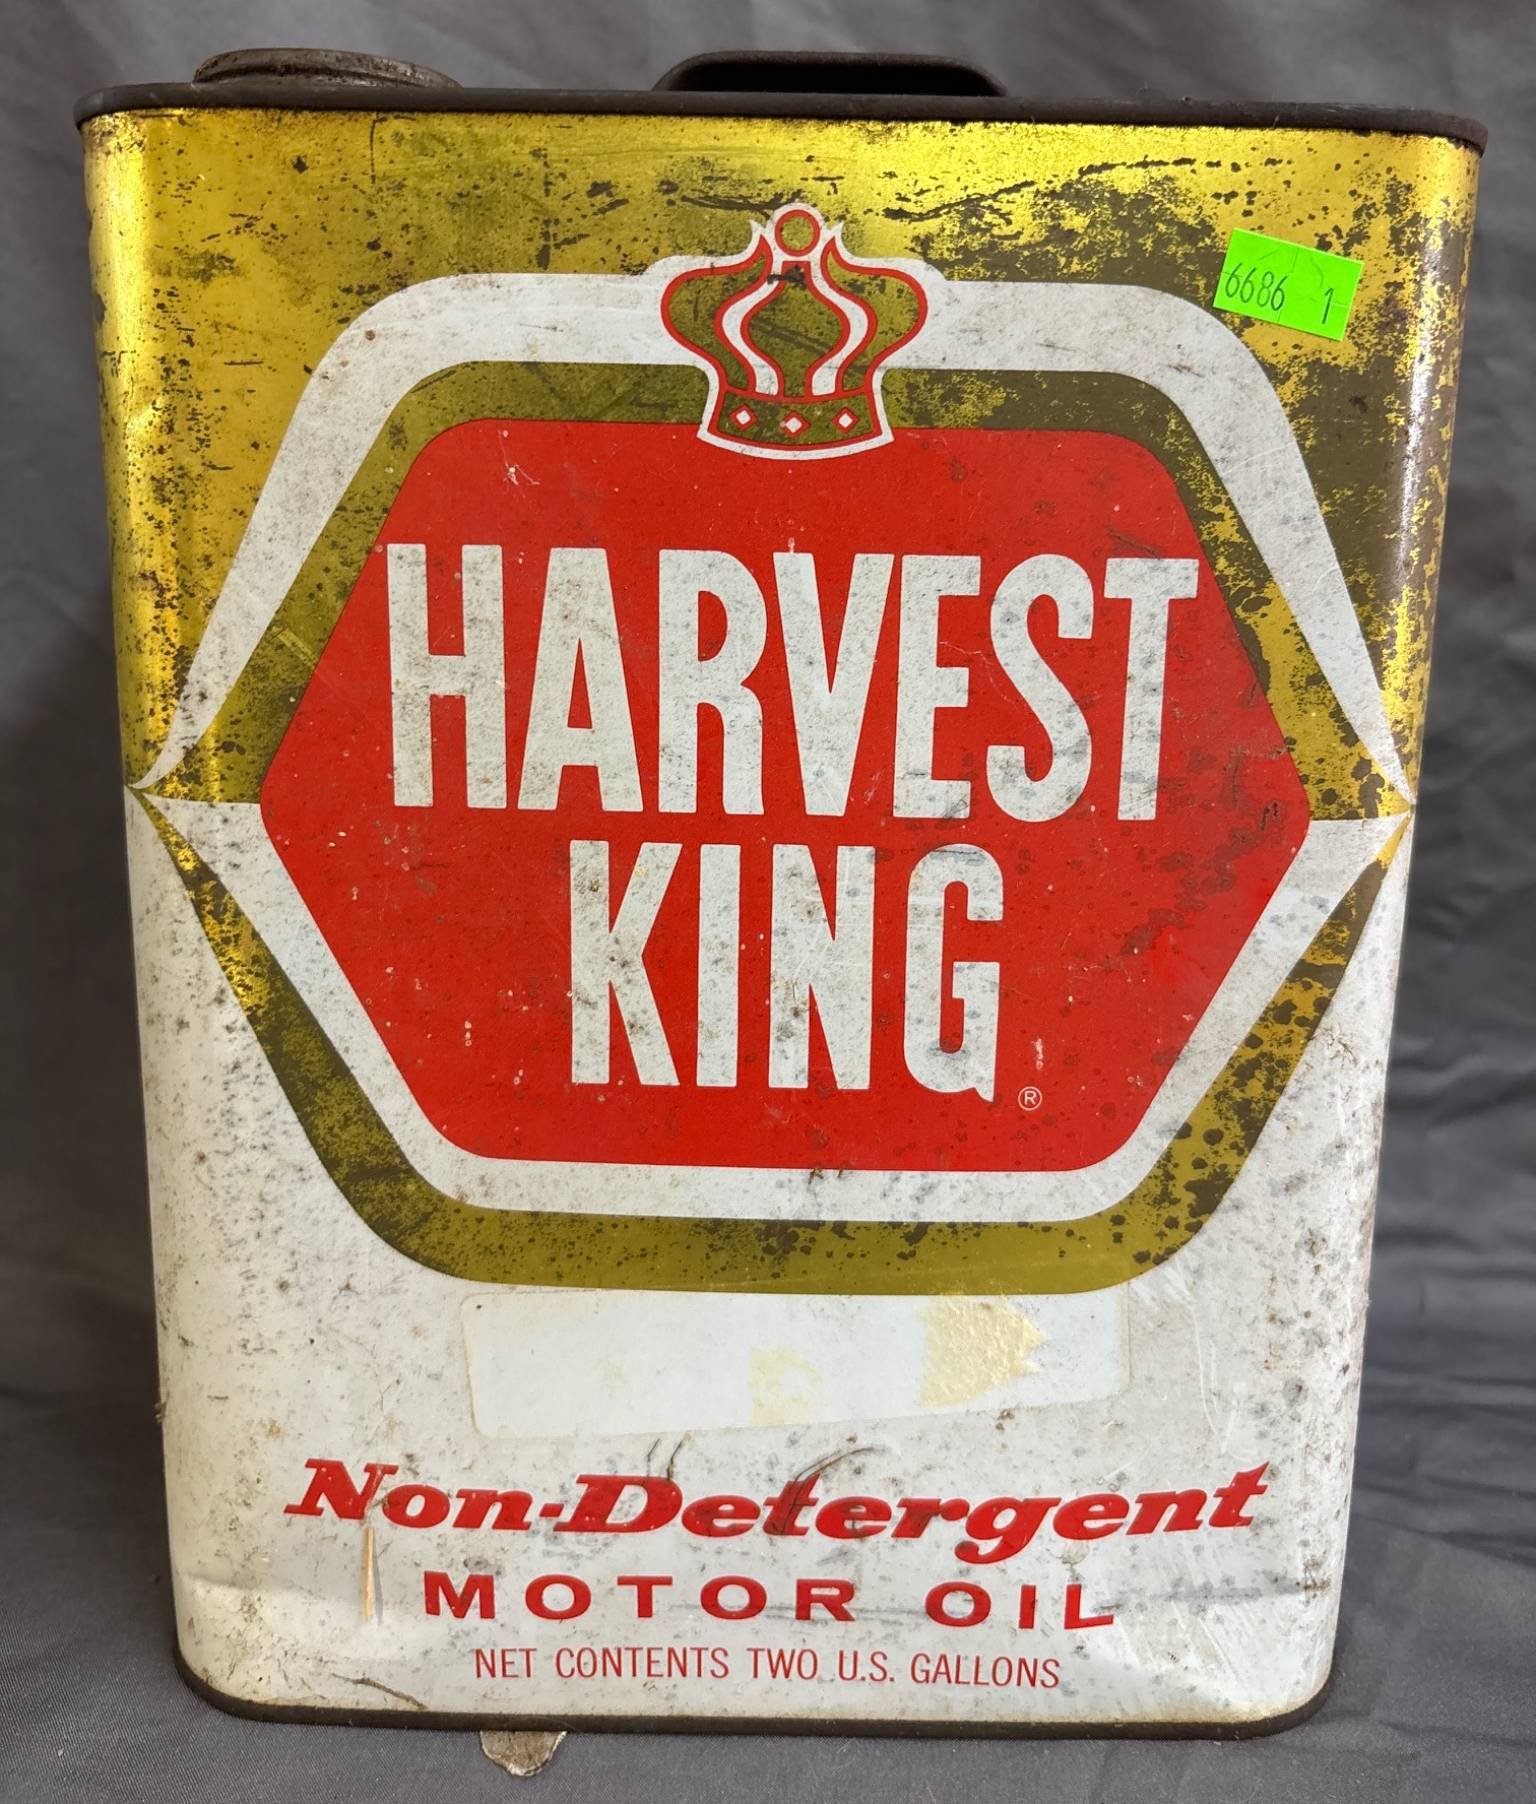 6686 1
HARVEST
KING
®
Non-Detergent
MOTOR OIL
NET CONTENTS TWO U.S. GALLONS